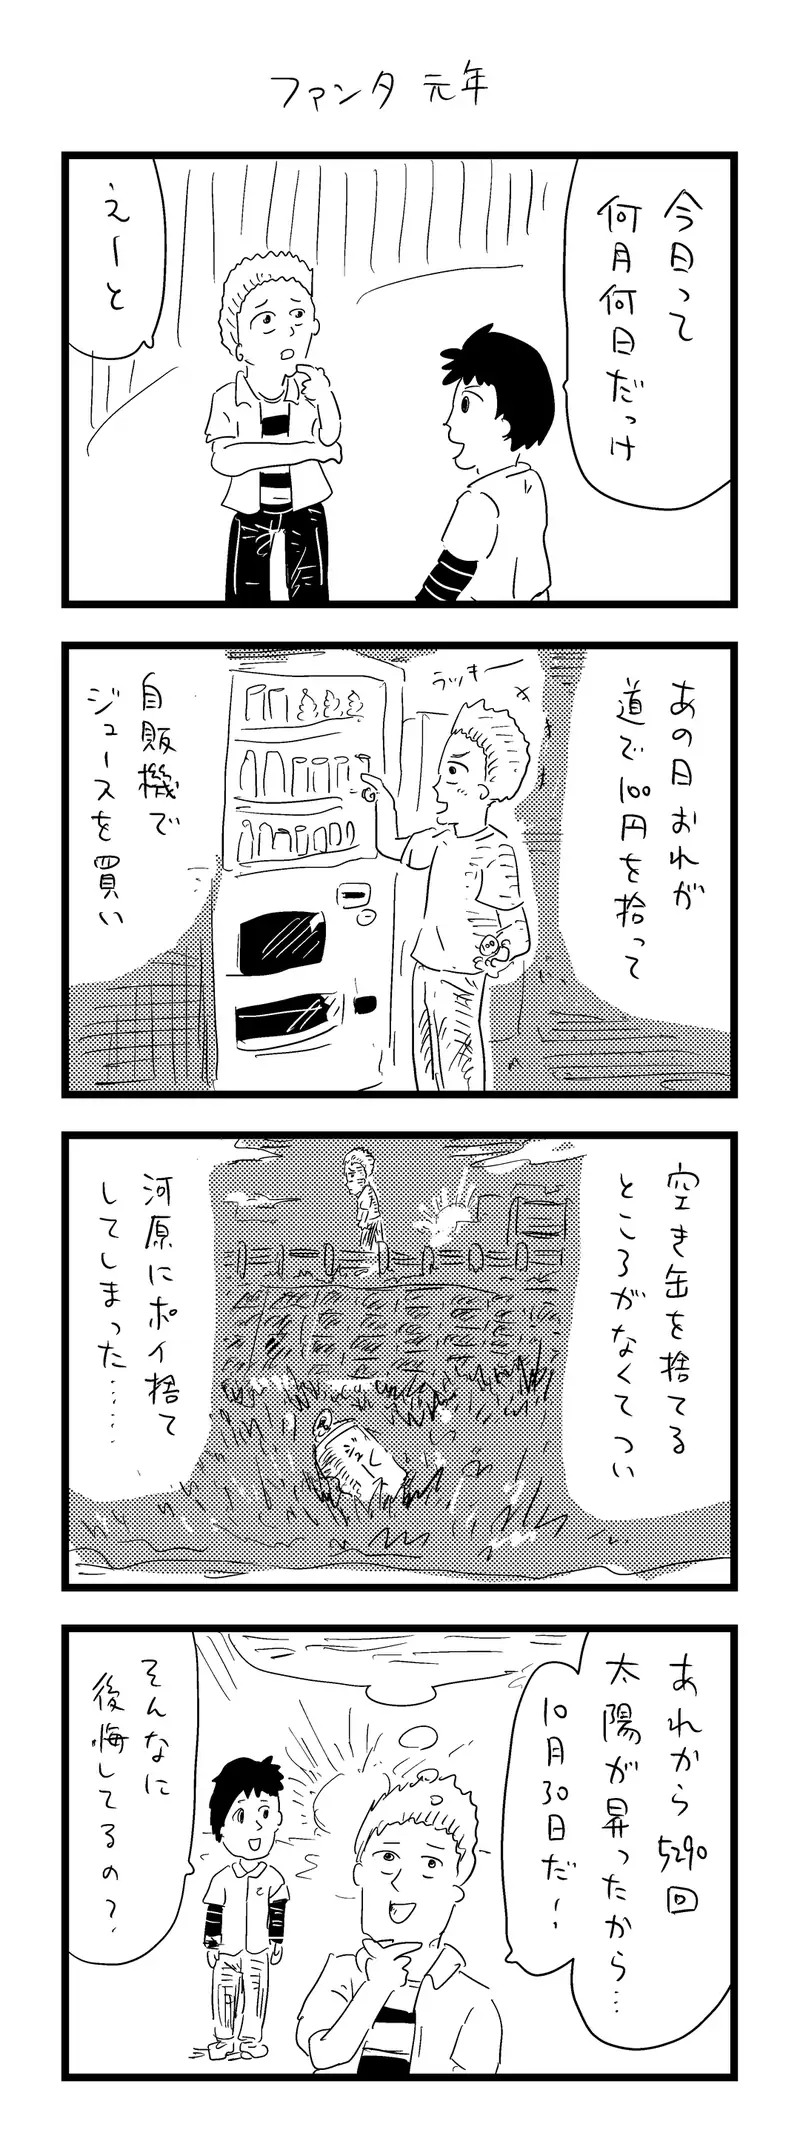 ファンタ 元年
今日って
何月何日だっけ
えーと
あの日おれが
道で100円を拾って
ラッキー
自販機で
ジュースを買い
100
空き缶を捨てる
ところがなくてつい
河原にポイ捨て
してしまった……
あれから5290回
太陽が昇ったから…
10月30日だ!
そんなに
後悔してるの?